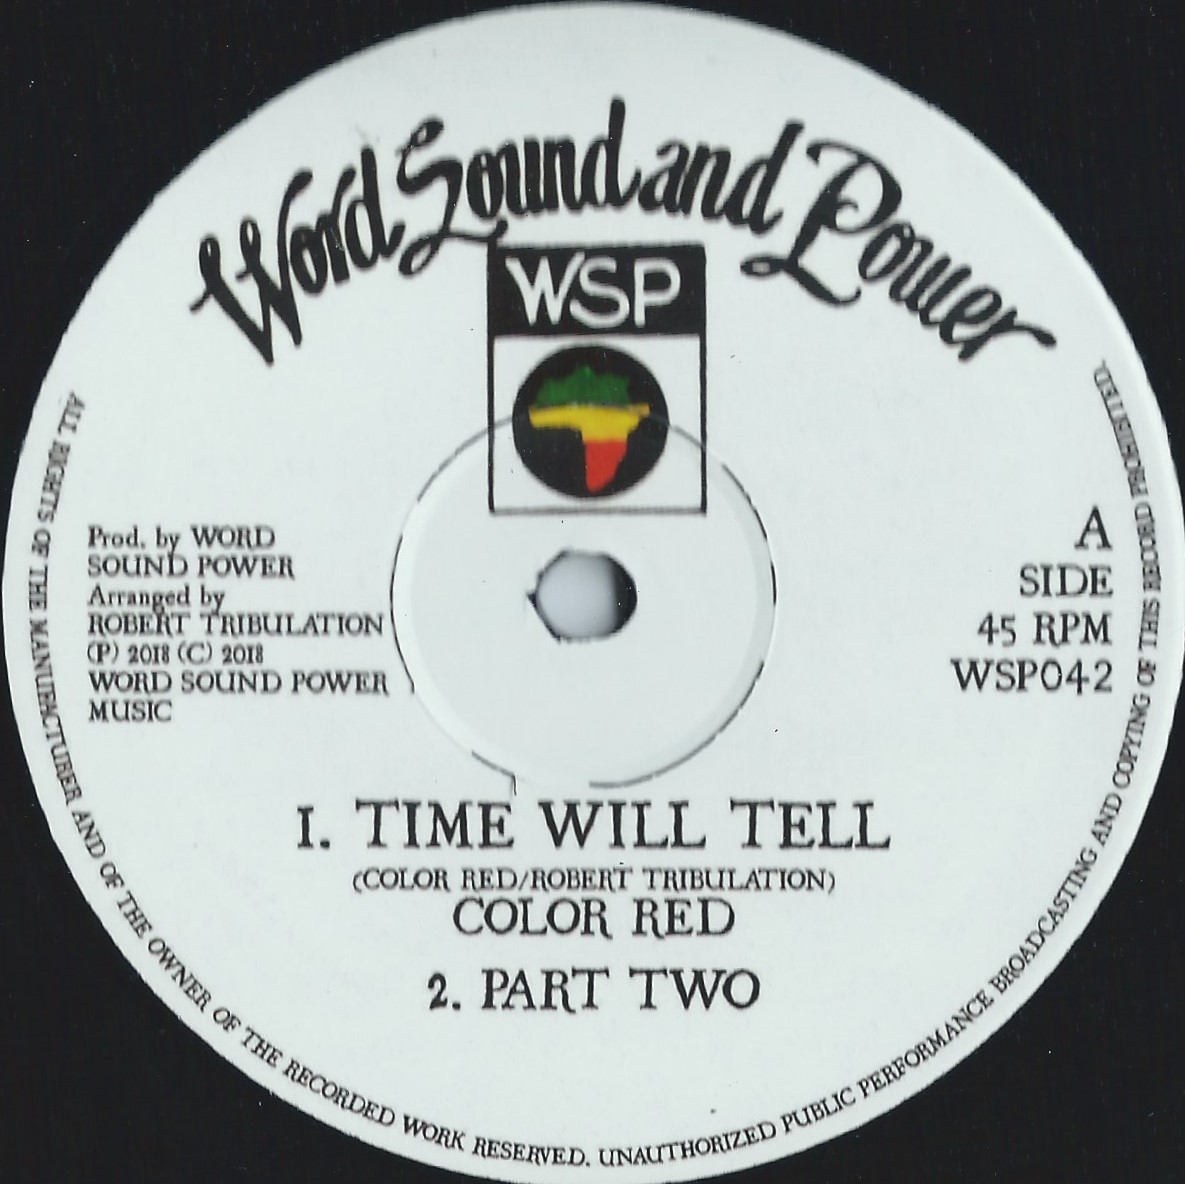 Word Sound and Power
WSP
Prod. by WORD
SOUND POWER
Arranged by
ROBERT TRIBULATION
(P) 2018 (C) 2018
WORD SOUND POWER
MUSIC
A
SIDE
45 RPM
WSP042
1. TIME WILL TELL
(COLOR RED/ROBERT TRIBULATION)
COLOR RED
2. PART TWO
ALL RIGHTS OF THE MANUFACTURER AND OF THE OWNER OF THE RECORDED WORK RESERVED. UNAUTHORIZED PUBLIC PERFORMANCE BROADCASTING AND COPYING OF THIS RECORD PROHIBITED.